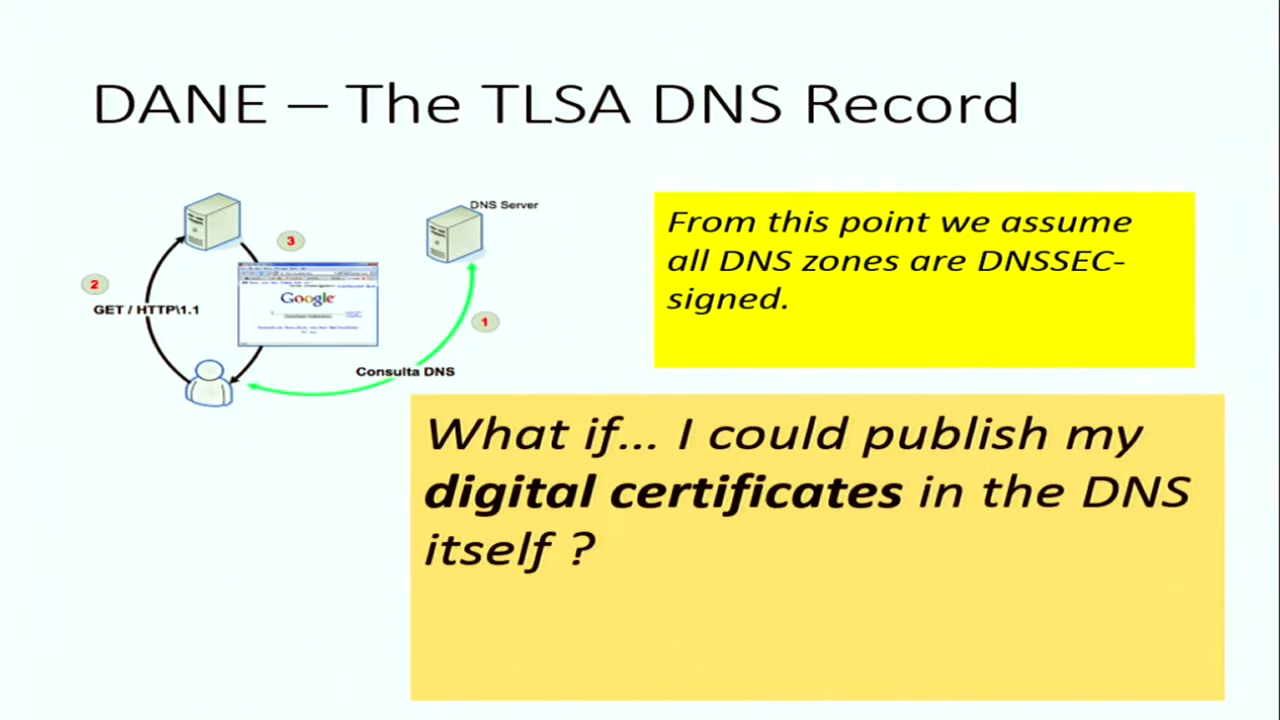 DANE – The TLSA DNS Record
DNS Server
3
2
GET / HTTP\1.1
Google
1
Consulta DNS
From this point we assume
all DNS zones are DNSSEC-
signed.
What if... I could publish my
digital certificates in the DNS
itself ?